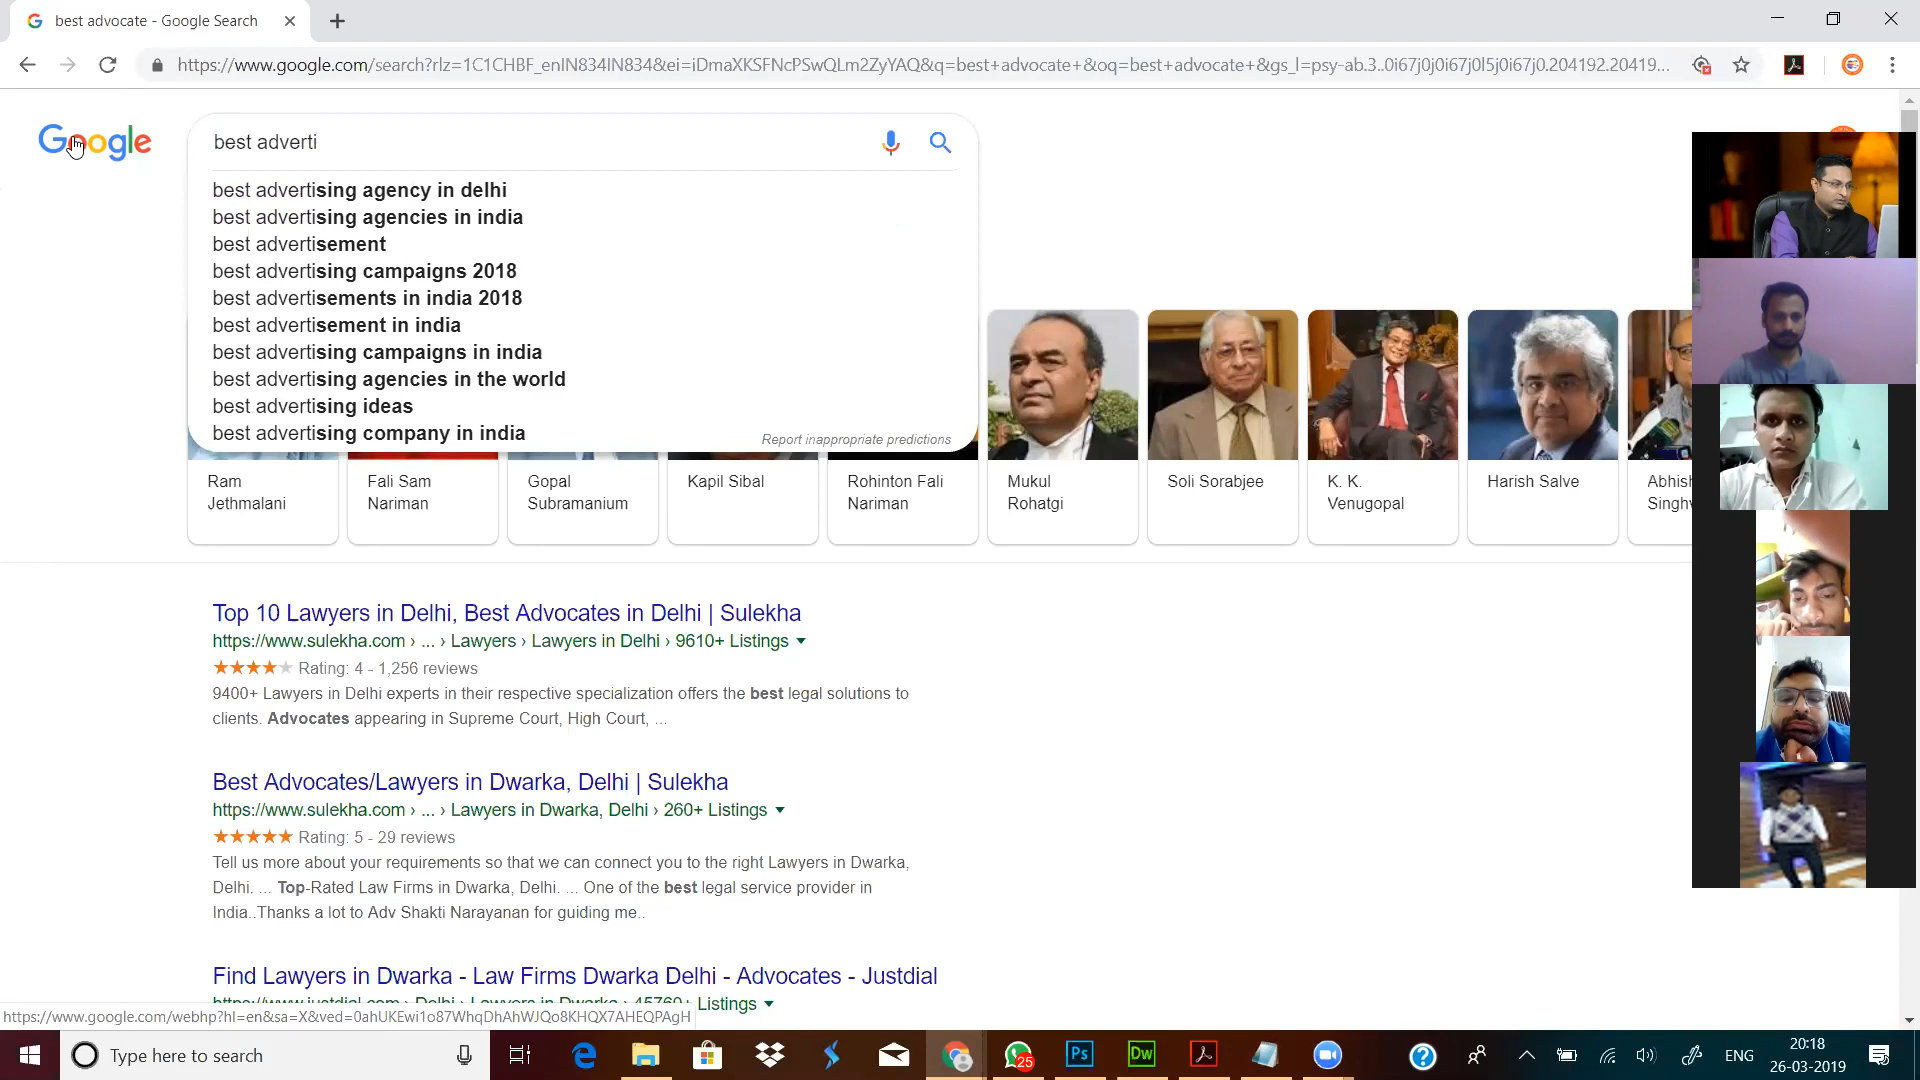 best advocate - Google Search
https://www.google.com/search?rlz=1C1CHBF_enIN834IN834&ei=iDmaXKSFNcPSwQLm2ZyYAQ&q=best+advocate+&oq=best+advocate+&gs_l=psy-ab.3..0i67j0j0i67j0l5j0i67j0.204192.20419...
Google
best adverti
best advertising agency in delhi
best advertising agencies in india
best advertisement
best advertising campaigns 2018
best advertisements in india 2018
best advertisement in india
best advertising campaigns in india
best advertising agencies in the world
best advertising ideas
best advertising company in india
Report inappropriate predictions
Ram
Jethmalani
Fali Sam
Nariman
Gopal
Subramanium
Kapil Sibal
Rohinton Fali
Nariman
Mukul
Rohatgi
Soli Sorabjee
K. K.
Venugopal
Harish Salve
Top 10 Lawyers in Delhi, Best Advocates in Delhi | Sulekha
https://www.sulekha.com › ... › Lawyers › Lawyers in Delhi › 9610+ Listings
Rating: 4 - 1,256 reviews
9400+ Lawyers in Delhi experts in their respective specialization offers the best legal solutions to
clients. Advocates appearing in Supreme Court, High Court, ...
Best Advocates/Lawyers in Dwarka, Delhi | Sulekha
https://www.sulekha.com › ... › Lawyers in Dwarka, Delhi › 260+ Listings
Rating: 5 - 29 reviews
Tell us more about your requirements so that we can connect you to the right Lawyers in Dwarka,
Delhi. ... Top-Rated Law Firms in Dwarka, Delhi. ... One of the best legal service provider in
India..Thanks a lot to Adv Shakti Narayanan for guiding me..
Find Lawyers in Dwarka - Law Firms Dwarka Delhi - Advocates - Justdial
https://www.justdial.com › Delhi › Lawyers in Dwarka › 45760+ Listings
https://www.google.com/webhp?hl=en&sa=X&ved=0ahUKEwi1o87WhqDhAhWJQo8KHQX7AHEQPAgH
Type here to search
25
Ps
Dw
ENG
20:18
26-03-2019